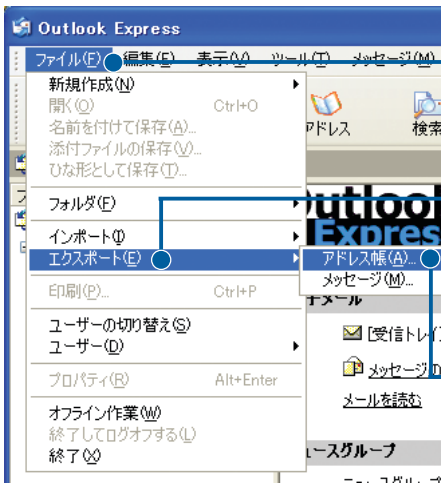 Outlook Express
ファイル(F) 編集(E) 表示(V) ツール(T) メッセージ(M)
新規作成(N)
開く(O) Ctrl+O
名前を付けて保存(A)...
添付ファイルの保存(V)...
ひな形として保存(T)...
フォルダ(F)
インポート(I)
エクスポート(E)
印刷(P)... Ctrl+P
ユーザーの切り替え(S)
ユーザー(D)
プロパティ(R) Alt+Enter
オフライン作業(W)
終了してログオフする(L)
終了(X)
アドレス帳(A)...
メッセージ(M)...
アドレス 検索
Outlook
Express
メール
[受信トレイ]
メッセージの
メールを読む
ースグループ